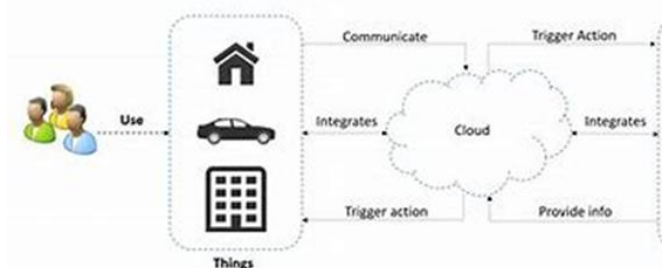 Communicate
Trigger Action
Use
Integrates
Cloud
Integrates
Trigger action
Provide info
Things